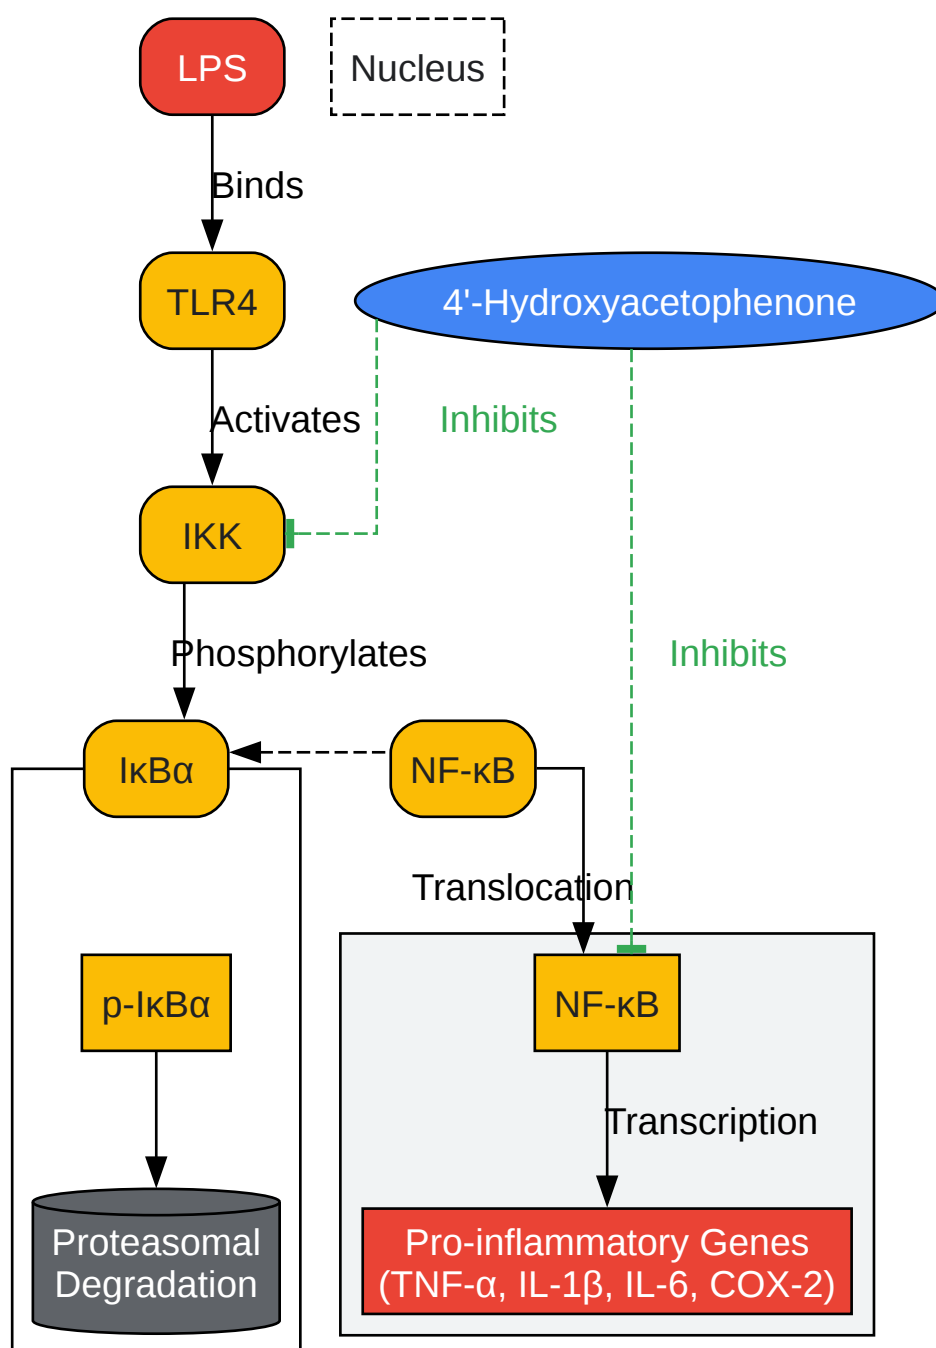 LPS
Nucleus
Binds
TLR4
4'-Hydroxyacetophenone
Activates
Inhibits
IKK
Phosphorylates
Inhibits
IκBα
NF-κB
Translocation
p-IκBα
NF-κB
Transcription
Proteasomal
Degradation
Pro-inflammatory Genes
(TNF-α, IL-1β, IL-6, COX-2)